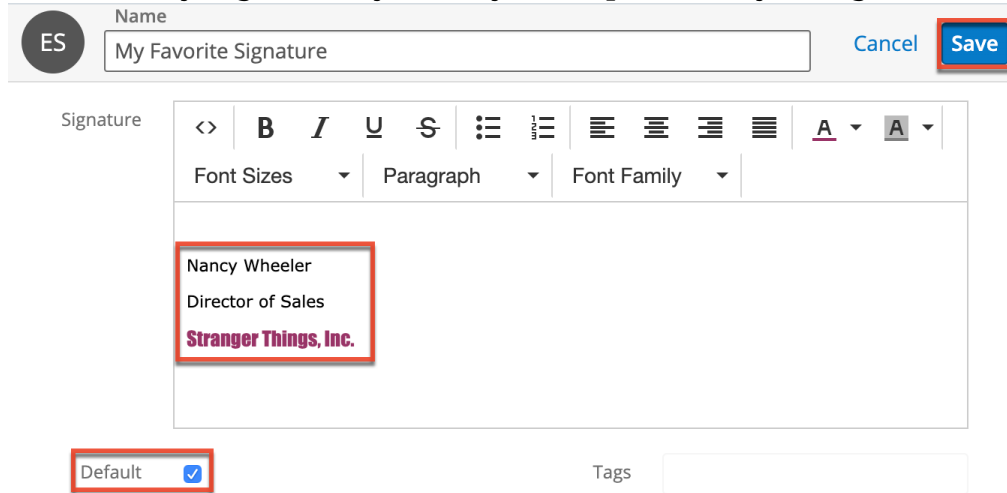 Name
ES
My Favorite Signature
Cancel
Save
Signature
<> B I U S A A
Font Sizes
Paragraph
Font Family
Nancy Wheeler
Director of Sales
Stranger Things, Inc.
Default
Tags